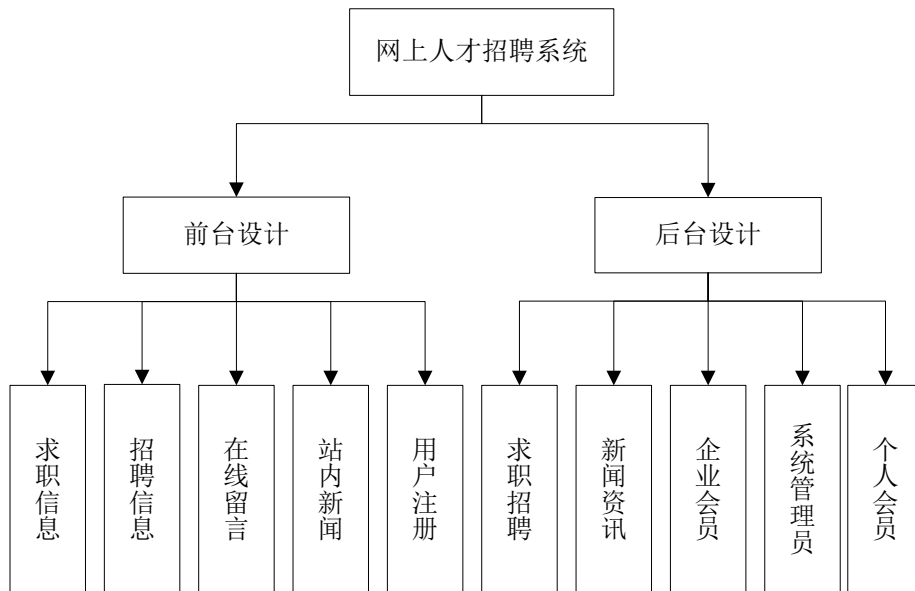 网上人才招聘系统
前台设计
后台设计
求职信息
招聘信息
在线留言
站内新闻
用户注册
求职招聘
新闻资讯
企业会员
系统管理员
个人会员